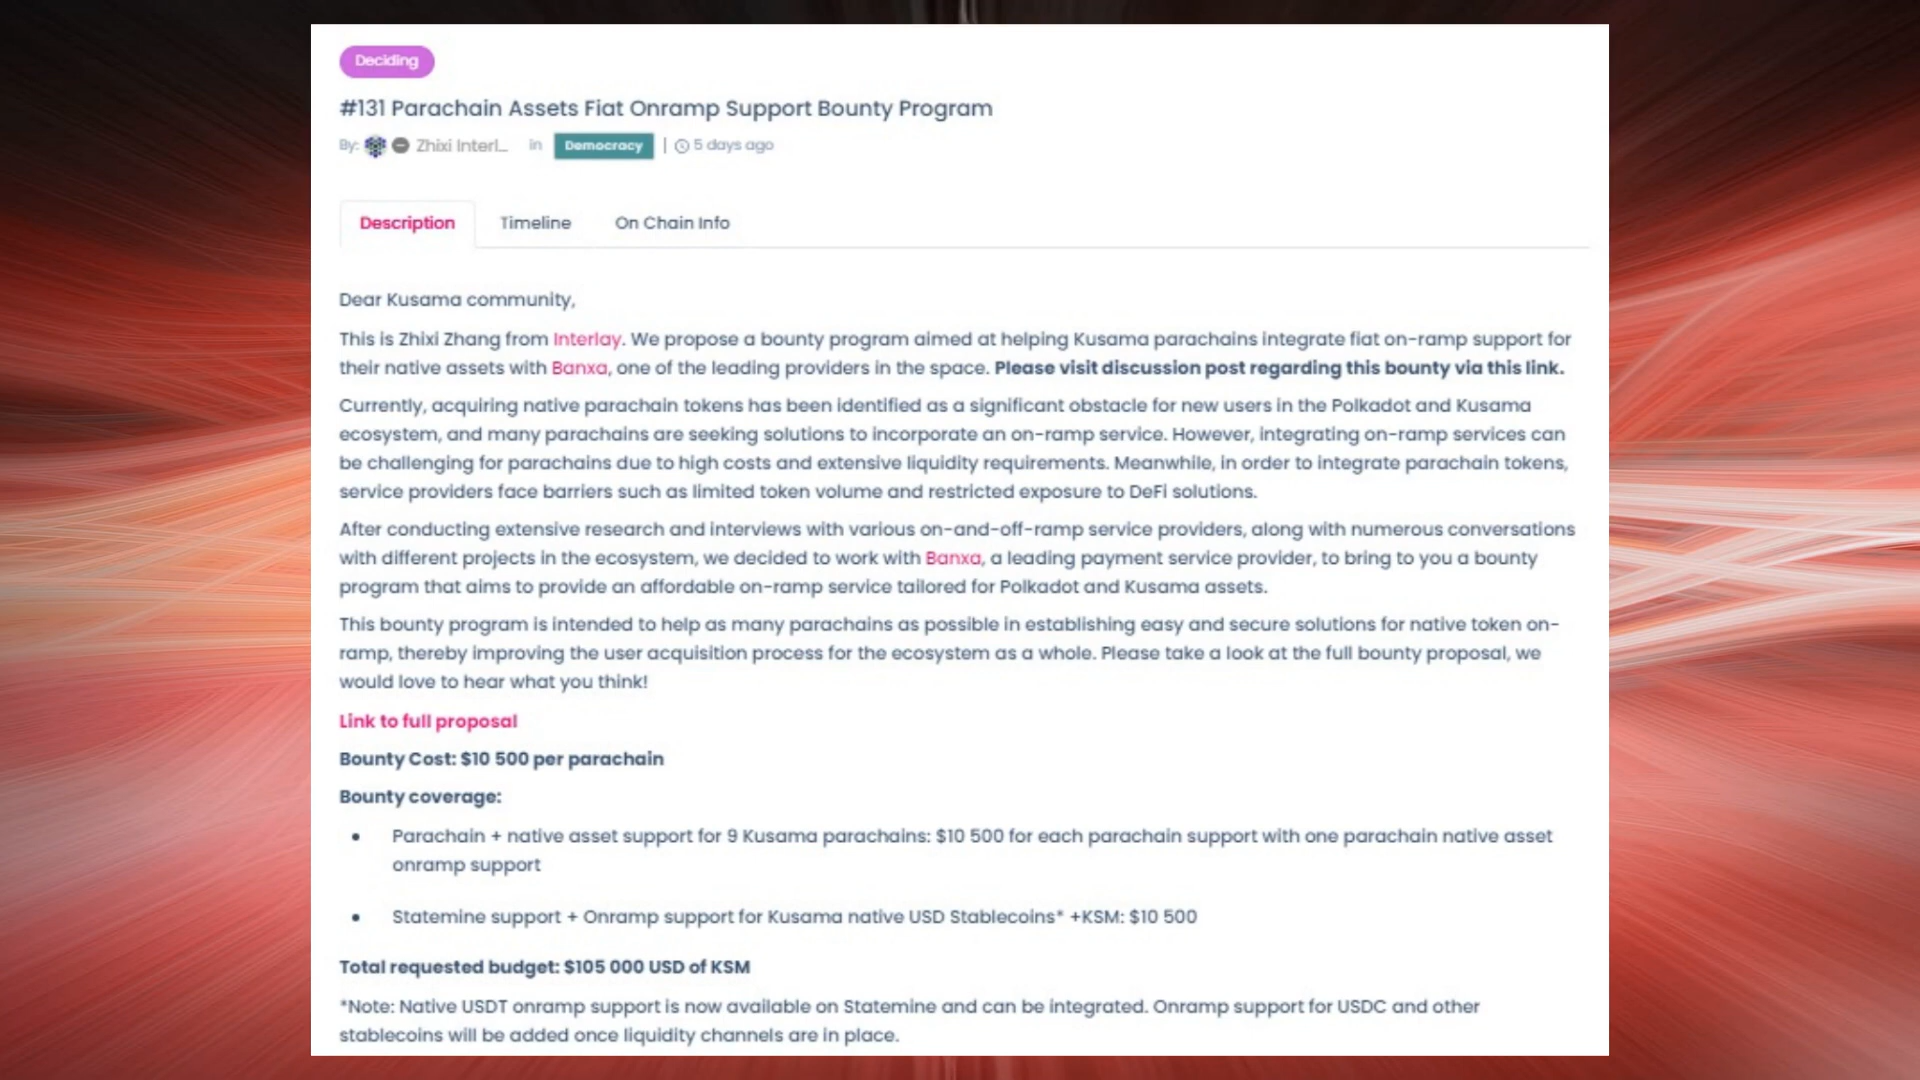 Deciding
#131 Parachain Assets Fiat Onramp Support Bounty Program
By: Zhixi Interl... in Democracy | 5 days ago
Description Timeline On Chain Info
Dear Kusama community,
This is Zhixi Zhang from Interlay. We propose a bounty program aimed at helping Kusama parachains integrate fiat on-ramp support for
their native assets with Banxa, one of the leading providers in the space. Please visit discussion post regarding this bounty via this link.
Currently, acquiring native parachain tokens has been identified as a significant obstacle for new users in the Polkadot and Kusama
ecosystem, and many parachains are seeking solutions to incorporate an on-ramp service. However, integrating on-ramp services can
be challenging for parachains due to high costs and extensive liquidity requirements. Meanwhile, in order to integrate parachain tokens,
service providers face barriers such as limited token volume and restricted exposure to DeFi solutions.
After conducting extensive research and interviews with various on-and-off-ramp service providers, along with numerous conversations
with different projects in the ecosystem, we decided to work with Banxa, a leading payment service provider, to bring to you a bounty
program that aims to provide an affordable on-ramp service tailored for Polkadot and Kusama assets.
This bounty program is intended to help as many parachains as possible in establishing easy and secure solutions for native token on-
ramp, thereby improving the user acquisition process for the ecosystem as a whole. Please take a look at the full bounty proposal, we
would love to hear what you think!
Link to full proposal
Bounty Cost: $10 500 per parachain
Bounty coverage:
• Parachain + native asset support for 9 Kusama parachains: $10 500 for each parachain support with one parachain native asset
onramp support
• Statemine support + Onramp support for Kusama native USD Stablecoins* +KSM: $10 500
Total requested budget: $105 000 USD of KSM
*Note: Native USDT onramp support is now available on Statemine and can be integrated. Onramp support for USDC and other
stablecoins will be added once liquidity channels are in place.